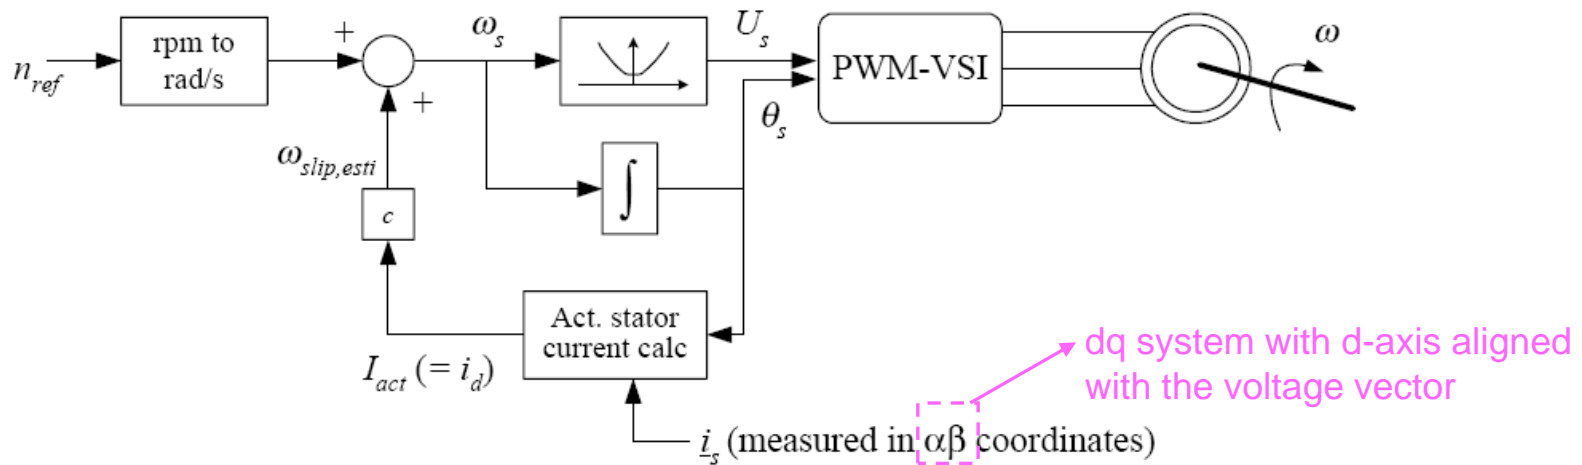 n_ref
rpm to
rad/s
+
+
ω_s
U_s
θ_s
PWM-VSI
ω
ω_slip,esti
c
∫
Act. stator
current calc
I_act (= i_d)
i_s (measured in αβ coordinates)
dq system with d-axis aligned
with the voltage vector